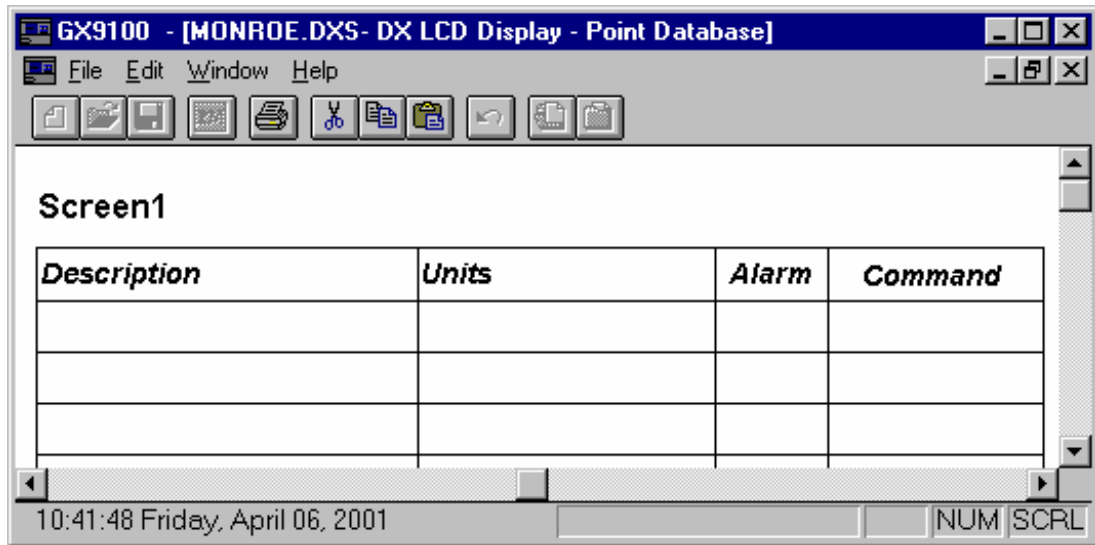 GX9100 - [MONROE.DXS- DX LCD Display - Point Database]
File Edit Window Help
Screen1
Description Units Alarm Command
10:41:48 Friday, April 06, 2001 NUM SCRL